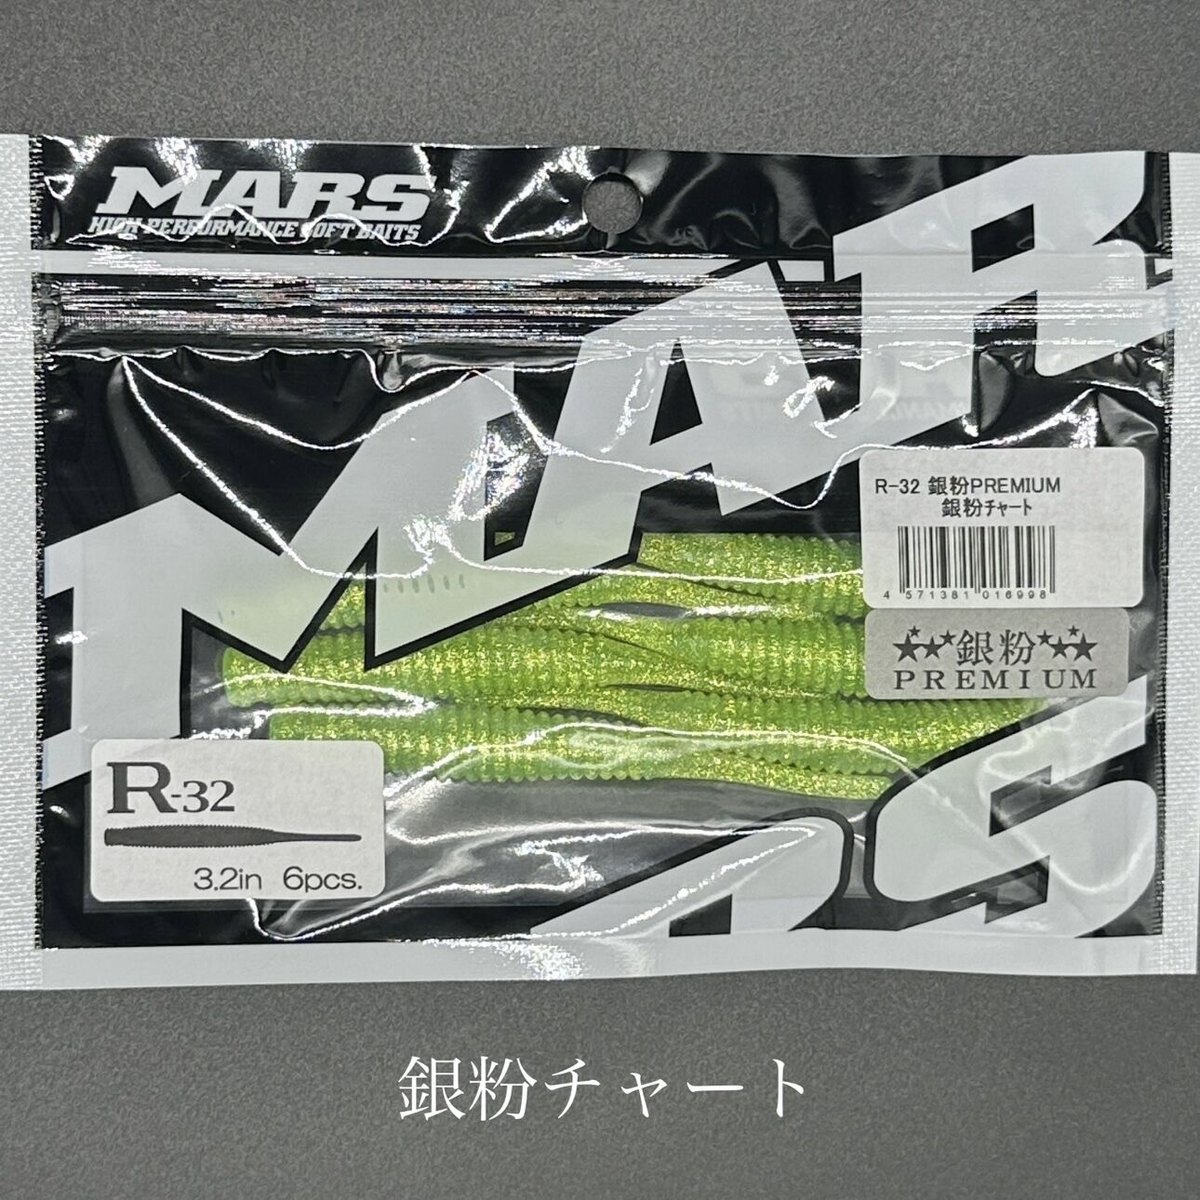 MARS
HIGH PERFORMANCE SOFT BAITS
MARS
R-32 銀粉PREMIUM
銀粉ﾁｬｰﾄ
4 571381 016998
★★★銀粉★★★
PREMIUM
R-32
3.2in 6pcs.
銀粉チャート